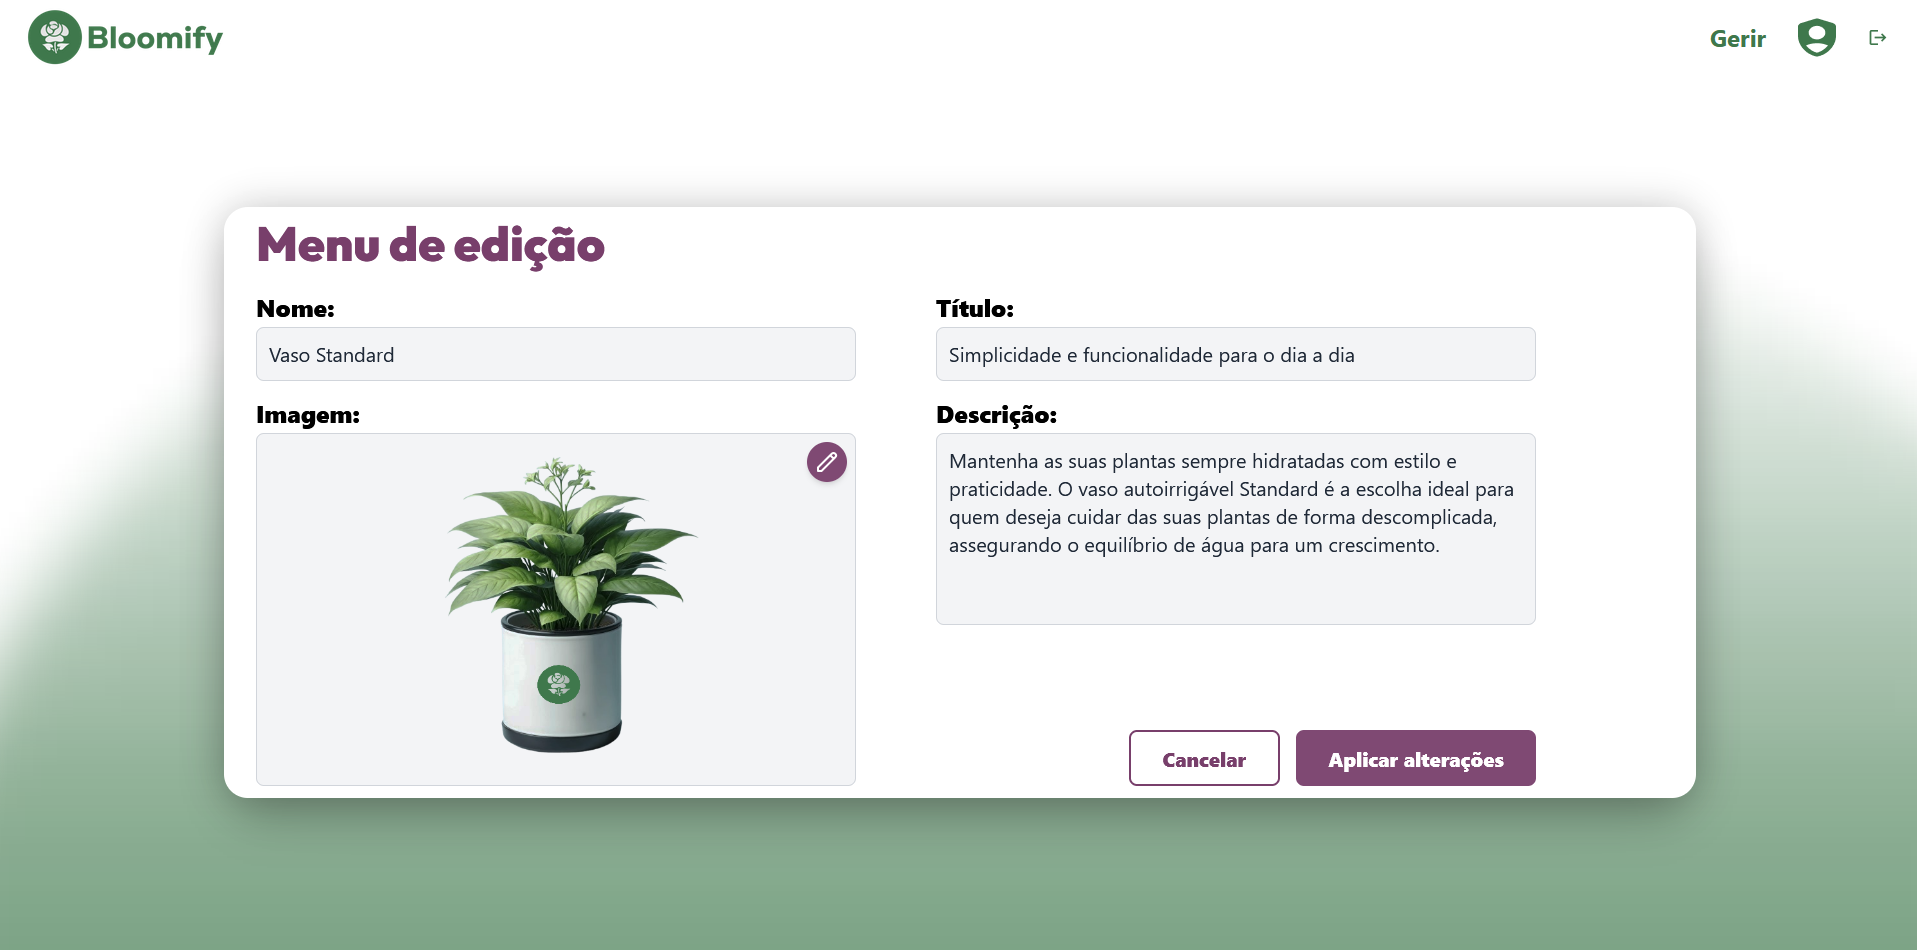 Bloomify
Gerir
Menu de edição
Nome:
Vaso Standard
Título:
Simplicidade e funcionalidade para o dia a dia
Imagem:
Descrição:
Mantenha as suas plantas sempre hidratadas com estilo e
praticidade. O vaso autoirrigável Standard é a escolha ideal para
quem deseja cuidar das suas plantas de forma descomplicada,
assegurando o equilíbrio de água para um crescimento.
Cancelar
Aplicar alterações